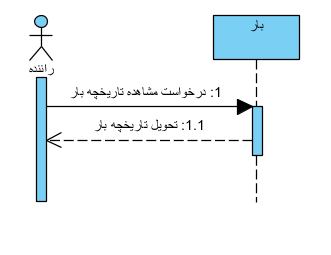 بار
راننده
1: درخواست مشاهده تاریخچه بار
1.1: تحویل تاریخچه بار